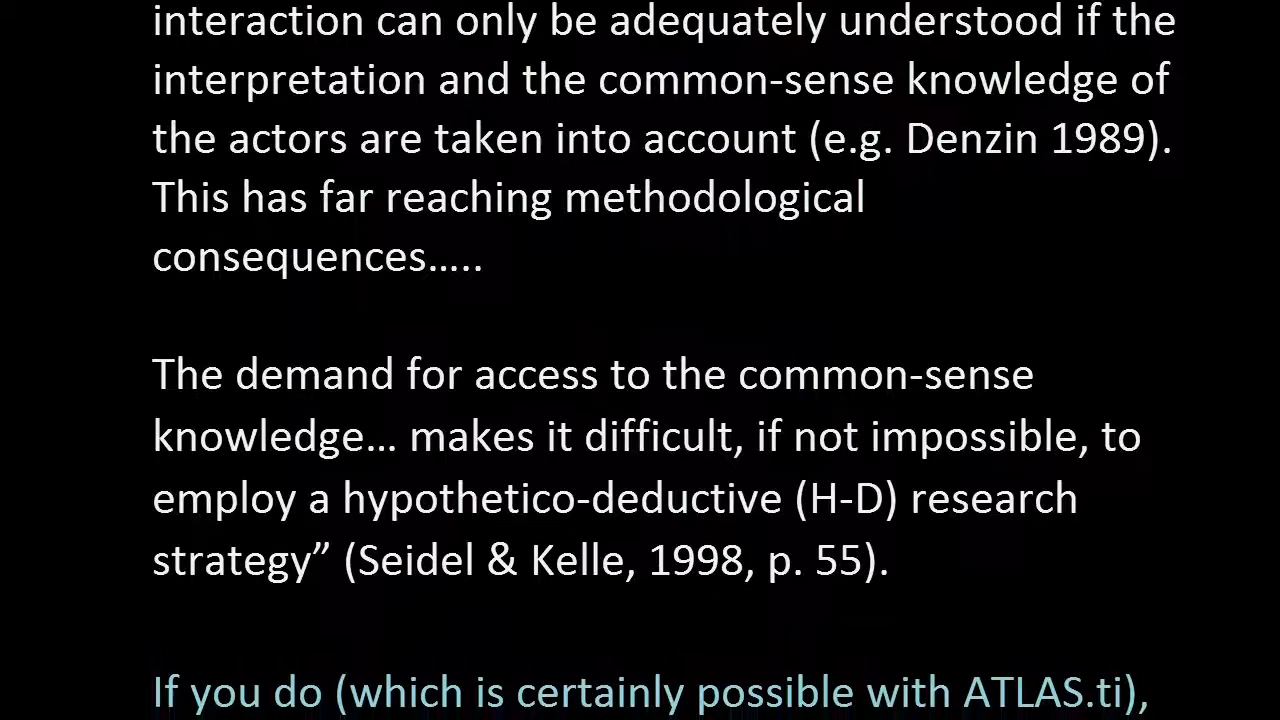 interaction can only be adequately understood if the
interpretation and the common-sense knowledge of
the actors are taken into account (e.g. Denzin 1989).
This has far reaching methodological
consequences…..
The demand for access to the common-sense
knowledge… makes it difficult, if not impossible, to
employ a hypothetico-deductive (H-D) research
strategy” (Seidel & Kelle, 1998, p. 55).
If you do (which is certainly possible with ATLAS.ti),